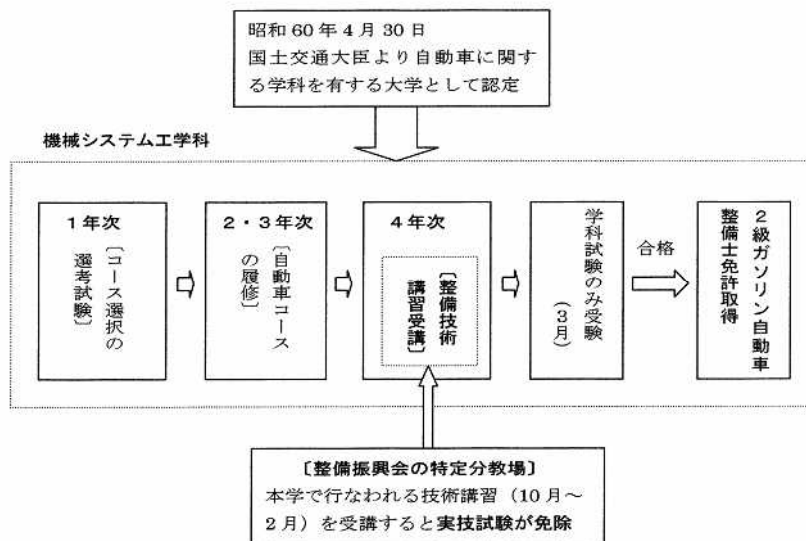 昭和60年4月30日
国土交通大臣より自動車に関す
る学科を有する大学として認定
機械システム工学科
1年次
〔コース選択の
選考試験〕
2・3年次
〔自動車コース
の履修〕
4年次
〔整備技術
講習受講〕
学科試験のみ受験
(3月)
合格
2級ガソリン自動車
整備士免許取得
〔整備振興会の特定分教場〕
本学で行なわれる技術講習(10月~
2月)を受講すると実技試験が免除